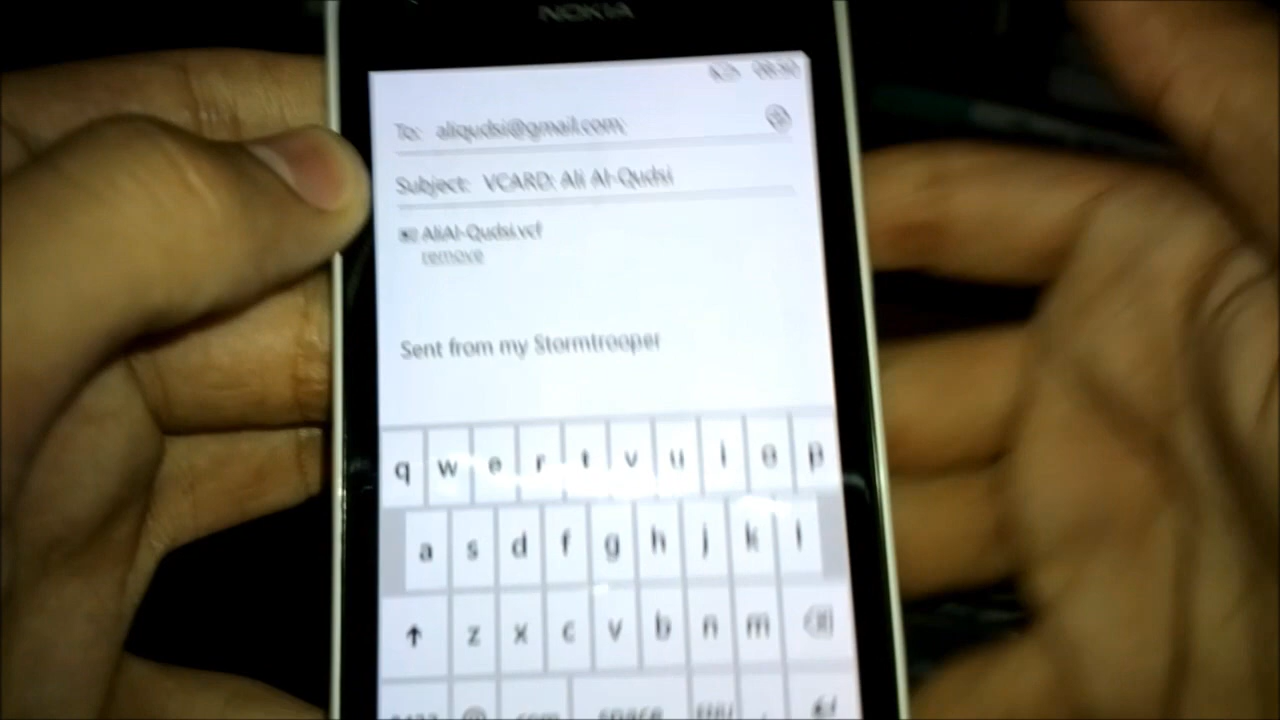 NOKIA
To: aliqudsi@gmail.com;
Subject: VCARD: Ali Al-Qudsi
AliAl-Qudsi.vcf
remove
Sent from my Stormtrooper
q w e r t y u i o p
a s d f g h j k l
z x c v b n m
@ .com space